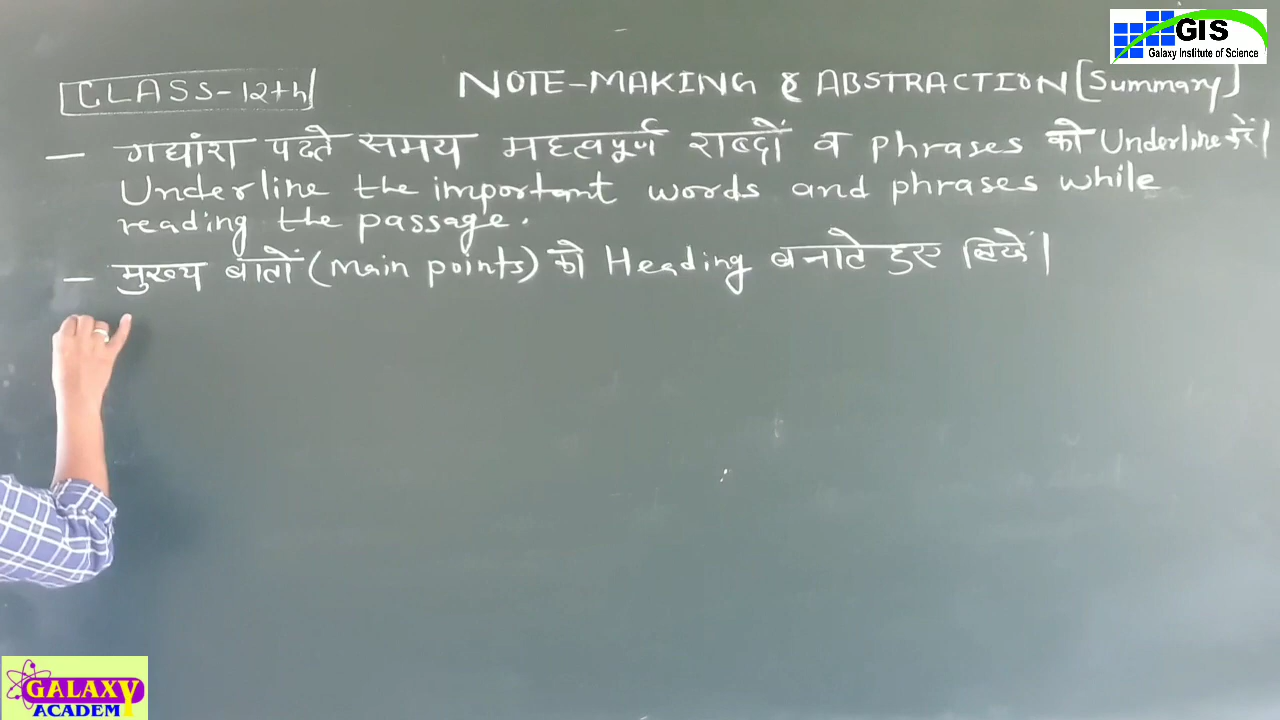 GIS
Galaxy Institute of Science
CLASS-12th
NOTE-MAKING & ABSTRACTION [Summary]
— गद्यांश पढते समय महत्वपूर्ण शब्दों व phrases को Underline करें।
Underline the important words and phrases while
reading the passage.
— मुख्य बातों (Main points) को Heading बनाते हुए लिखें।
GALAXY
ACADEM